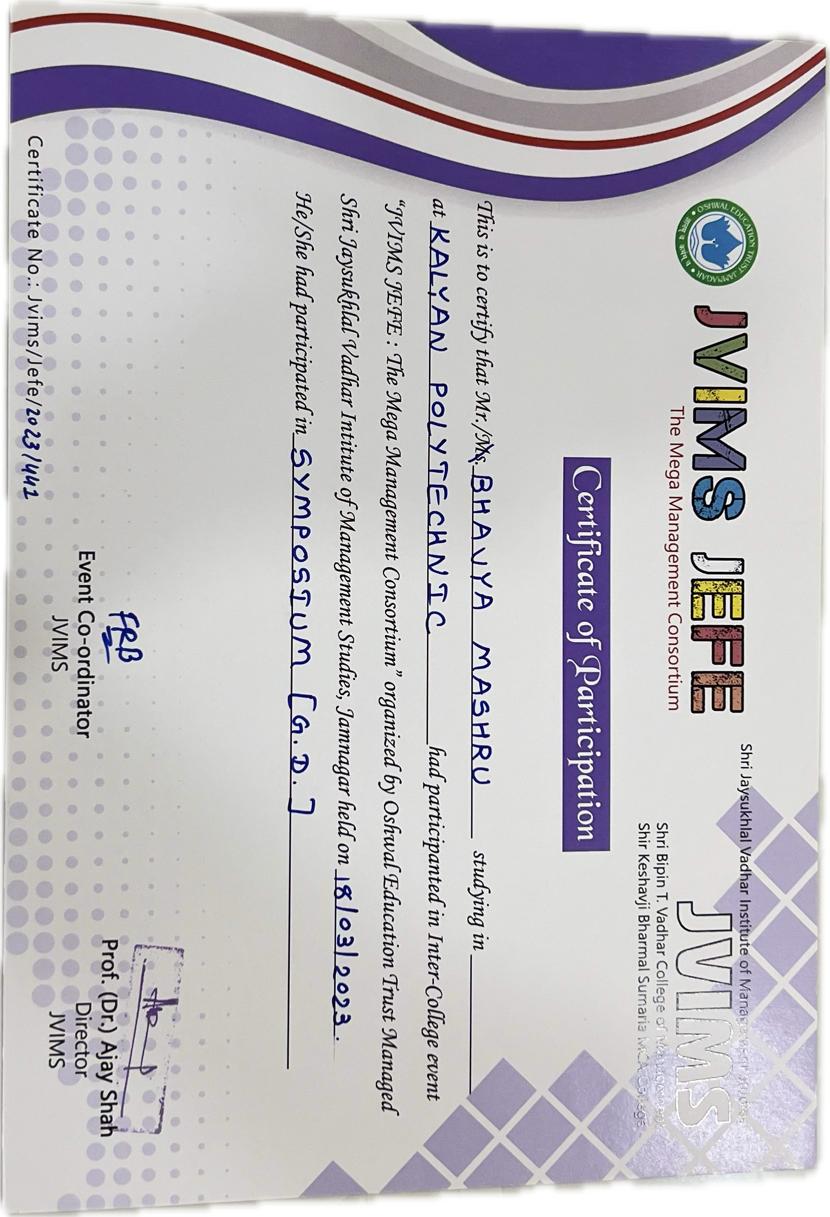 OSHWAL EDUCATION TRUST JAMNAGAR
JVIMS JEFE
The Mega Management Consortium
Shri Jaysukhlal Vadhar Institute of Management Studies
JVIMS
Shri Bipin T. Vadhar College of Management
Shir Keshavji Bharmal Sumaria MCA College
Certificate of Participation
This is to certify that Mr./Ms. BHAVYA MASHRU studying in
at KALYAN POLYTECHNIC had participanted in Inter-College event
"JVIMS JEFE : The Mega Management Consortium" organized by Oshwal Education Trust Managed
Shri Jaysukhlal Vadhar Intitute of Management Studies, Jamnagar held on 18/03/2023.
He/She had participated in SYMPOSIUM [G.D.]
FRB
Event Co-ordinator
JVIMS
Prof. (Dr.) Ajay Shah
Director
JVIMS
Certificate No.: Jvims/Jefe/2023/442